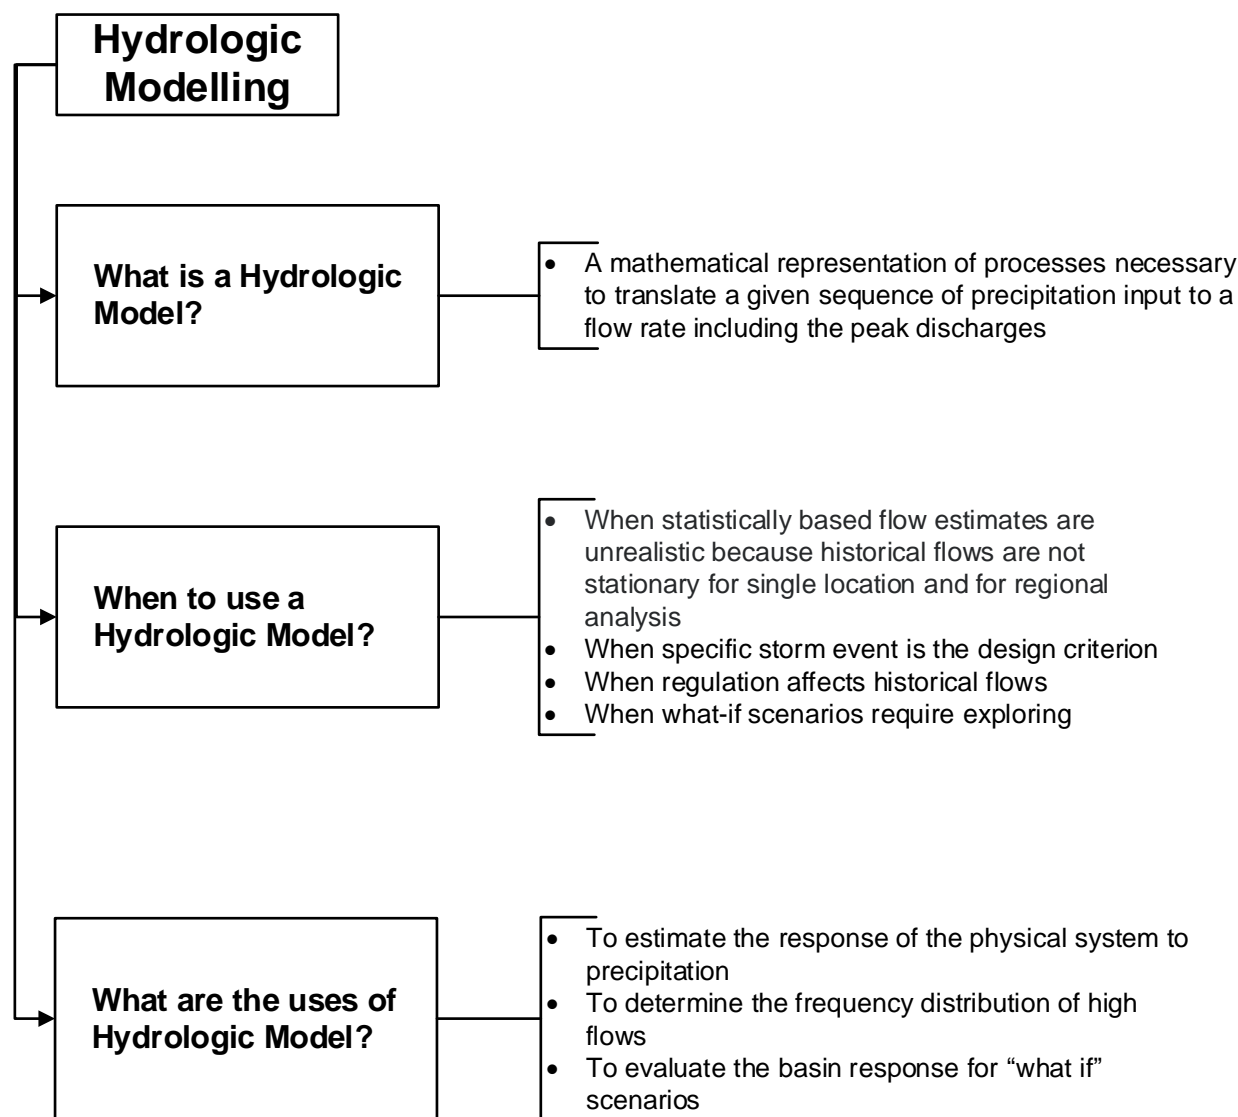 Hydrologic
Modelling
What is a Hydrologic
Model?
• A mathematical representation of processes necessary
to translate a given sequence of precipitation input to a
flow rate including the peak discharges
When to use a
Hydrologic Model?
• When statistically based flow estimates are
unrealistic because historical flows are not
stationary for single location and for regional
analysis
• When specific storm event is the design criterion
• When regulation affects historical flows
• When what-if scenarios require exploring
What are the uses of
Hydrologic Model?
• To estimate the response of the physical system to
precipitation
• To determine the frequency distribution of high
flows
• To evaluate the basin response for “what if”
scenarios